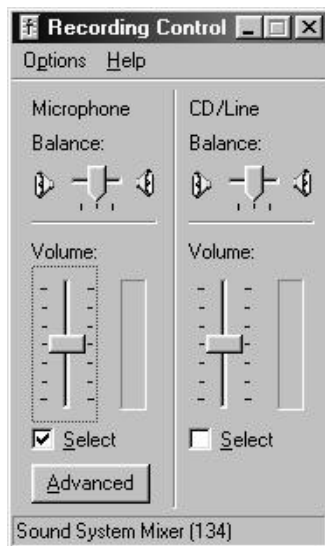 Recording Control
Options Help
Microphone CD/Line
Balance: Balance:
Volume: Volume:
Select Select
Advanced
Sound System Mixer (134)